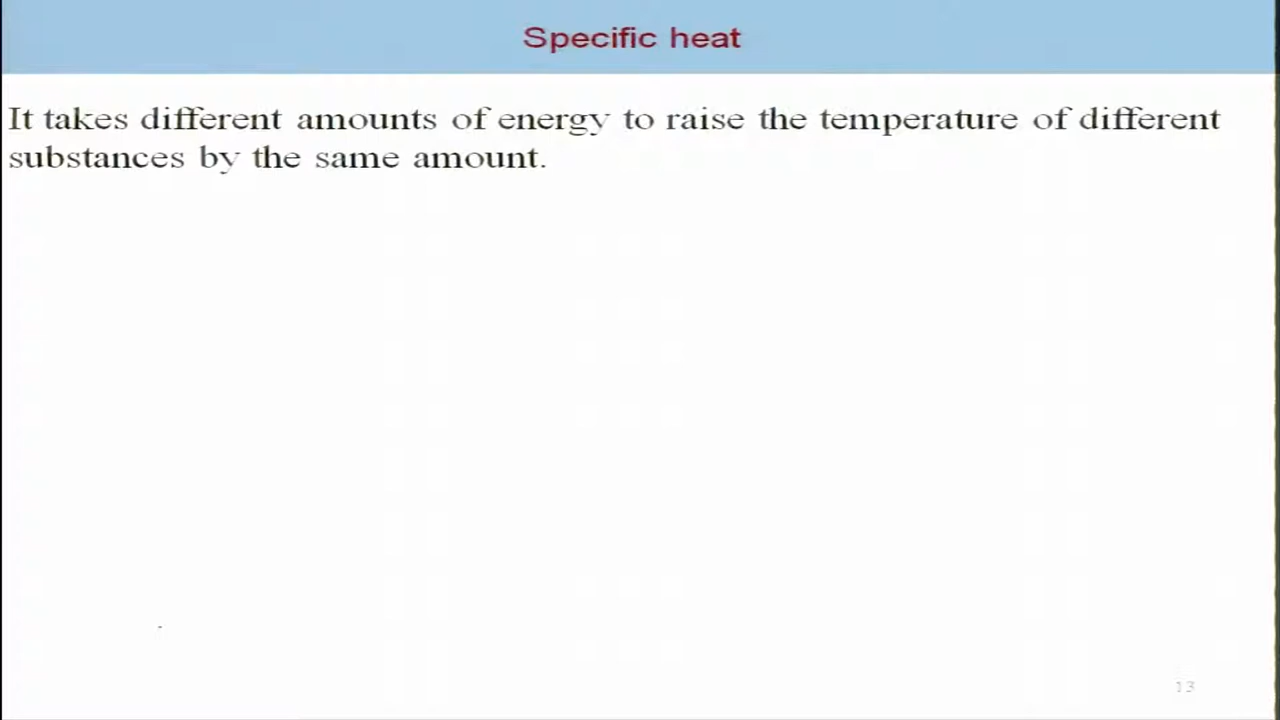 Specific heat
It takes different amounts of energy to raise the temperature of different
substances by the same amount.
13